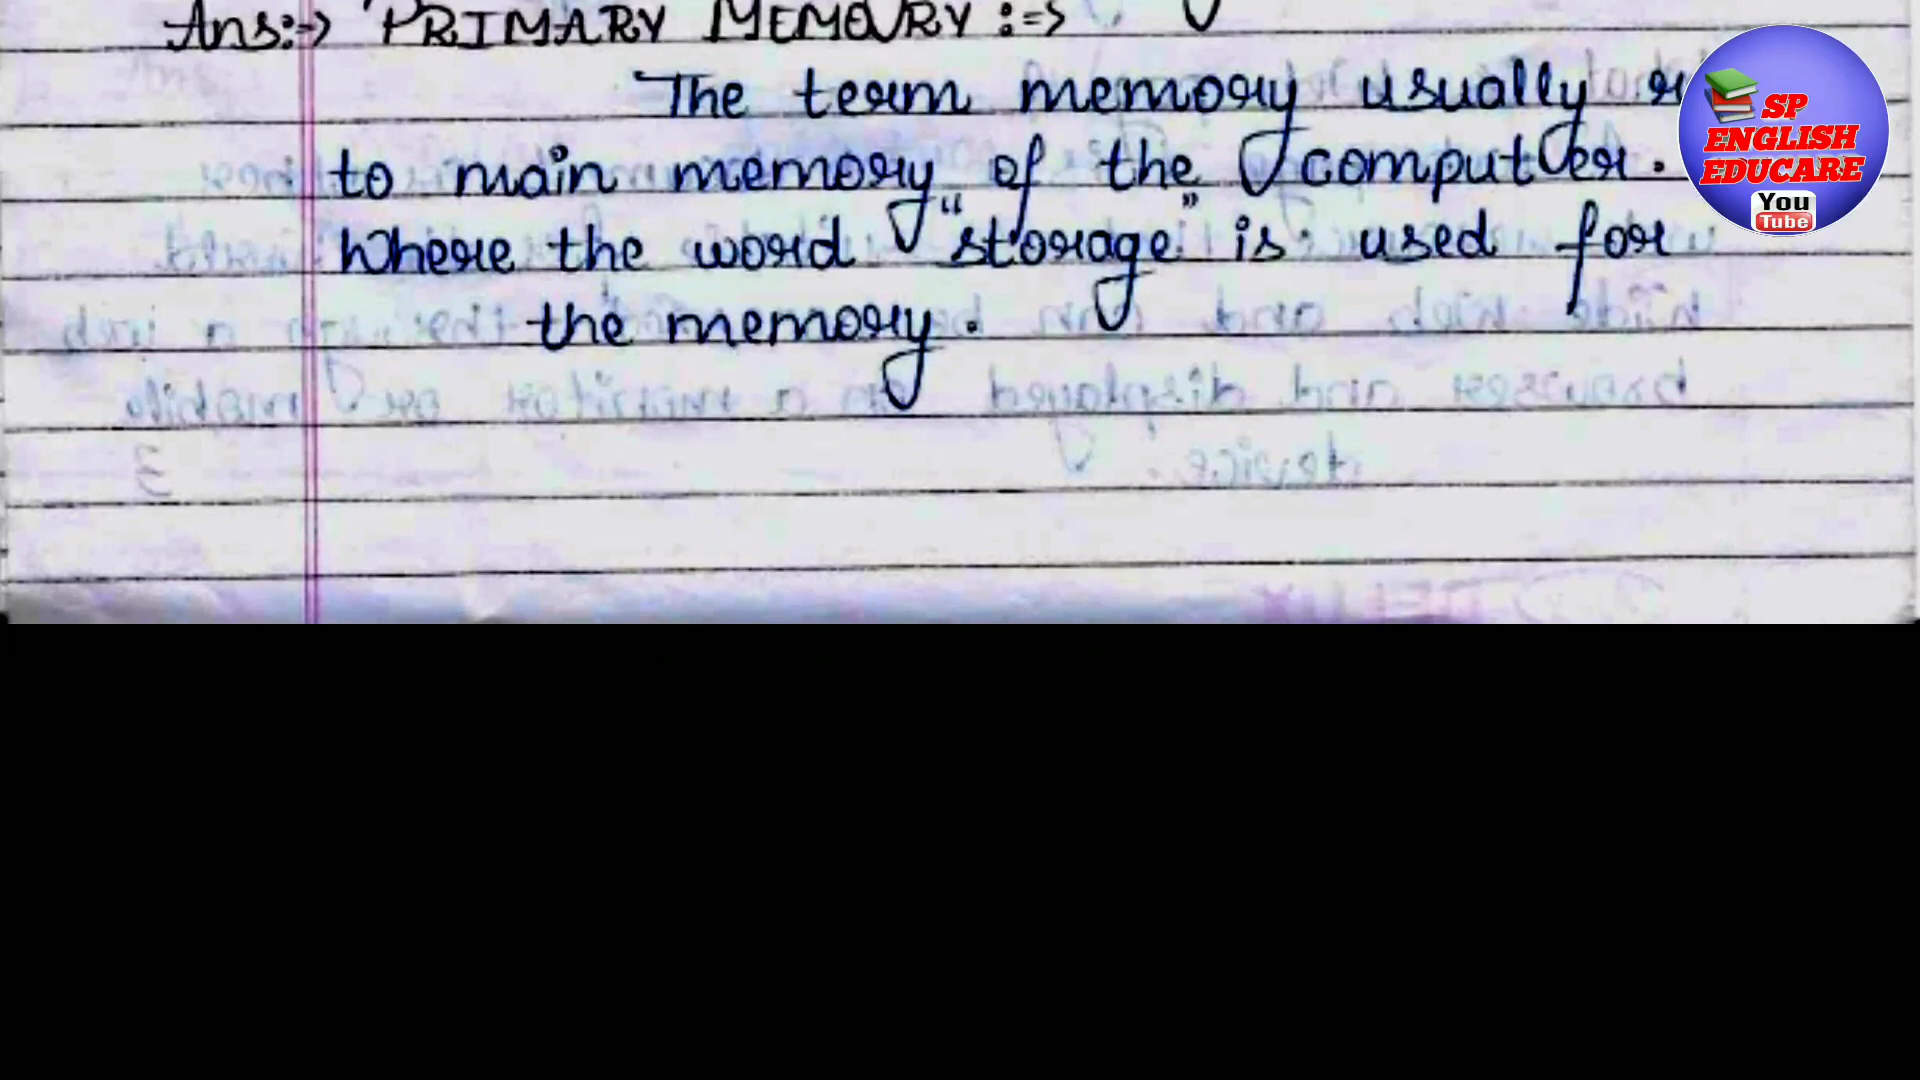 Ans:-> PRIMARY MEMORY :=>
The term memory usually
to main memory of the computer.
Where the word "storage" is used for
the memory.
SP
ENGLISH
EDUCARE
You
Tube